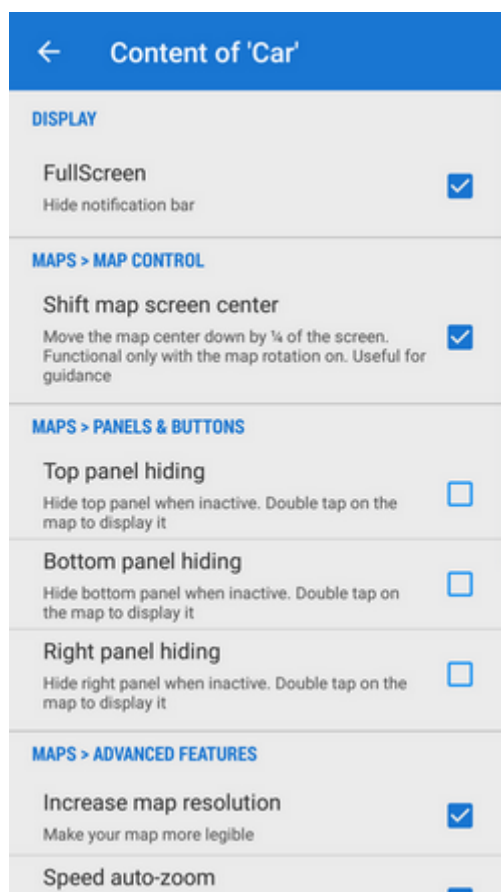 Content of 'Car'
DISPLAY
FullScreen
Hide notification bar
MAPS > MAP CONTROL
Shift map screen center
Move the map center down by ¼ of the screen.
Functional only with the map rotation on. Useful for
guidance
MAPS > PANELS & BUTTONS
Top panel hiding
Hide top panel when inactive. Double tap on the
map to display it
Bottom panel hiding
Hide bottom panel when inactive. Double tap on
the map to display it
Right panel hiding
Hide right panel when inactive. Double tap on the
map to display it
MAPS > ADVANCED FEATURES
Increase map resolution
Make your map more legible
Speed auto-zoom